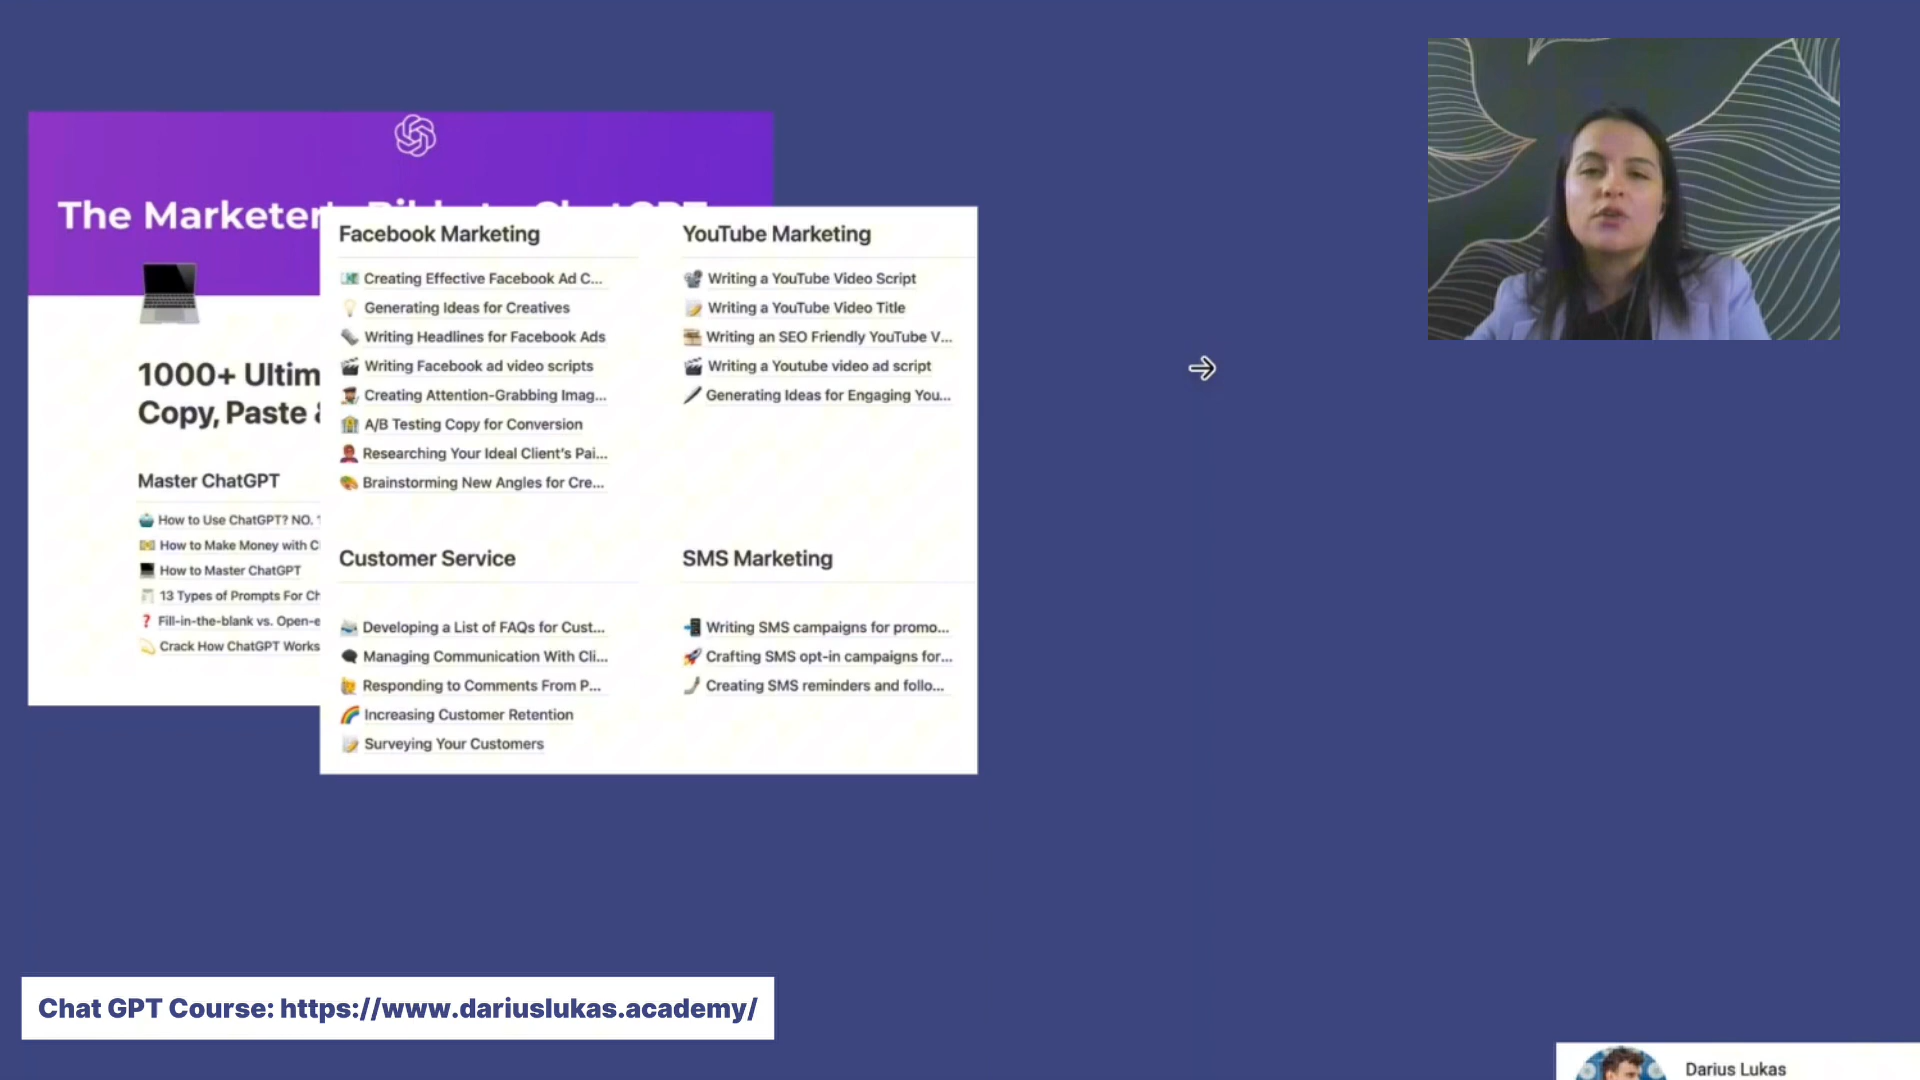 The Marketer's Bible to ChatGPT
1000+ Ultim
Copy, Paste &
Master ChatGPT
How to Use ChatGPT? NO. 1
How to Make Money with C
How to Master ChatGPT
13 Types of Prompts For Ch
Fill-in-the-blank vs. Open-e
Crack How ChatGPT Works
Facebook Marketing
Creating Effective Facebook Ad C...
Generating Ideas for Creatives
Writing Headlines for Facebook Ads
Writing Facebook ad video scripts
Creating Attention-Grabbing Imag...
A/B Testing Copy for Conversion
Researching Your Ideal Client's Pai...
Brainstorming New Angles for Cre...
YouTube Marketing
Writing a YouTube Video Script
Writing a YouTube Video Title
Writing an SEO Friendly YouTube V...
Writing a Youtube video ad script
Generating Ideas for Engaging You...
Customer Service
Developing a List of FAQs for Cust...
Managing Communication With Cli...
Responding to Comments From P...
Increasing Customer Retention
Surveying Your Customers
SMS Marketing
Writing SMS campaigns for promo...
Crafting SMS opt-in campaigns for...
Creating SMS reminders and follo...
Chat GPT Course: https://www.dariuslukas.academy/
Darius Lukas